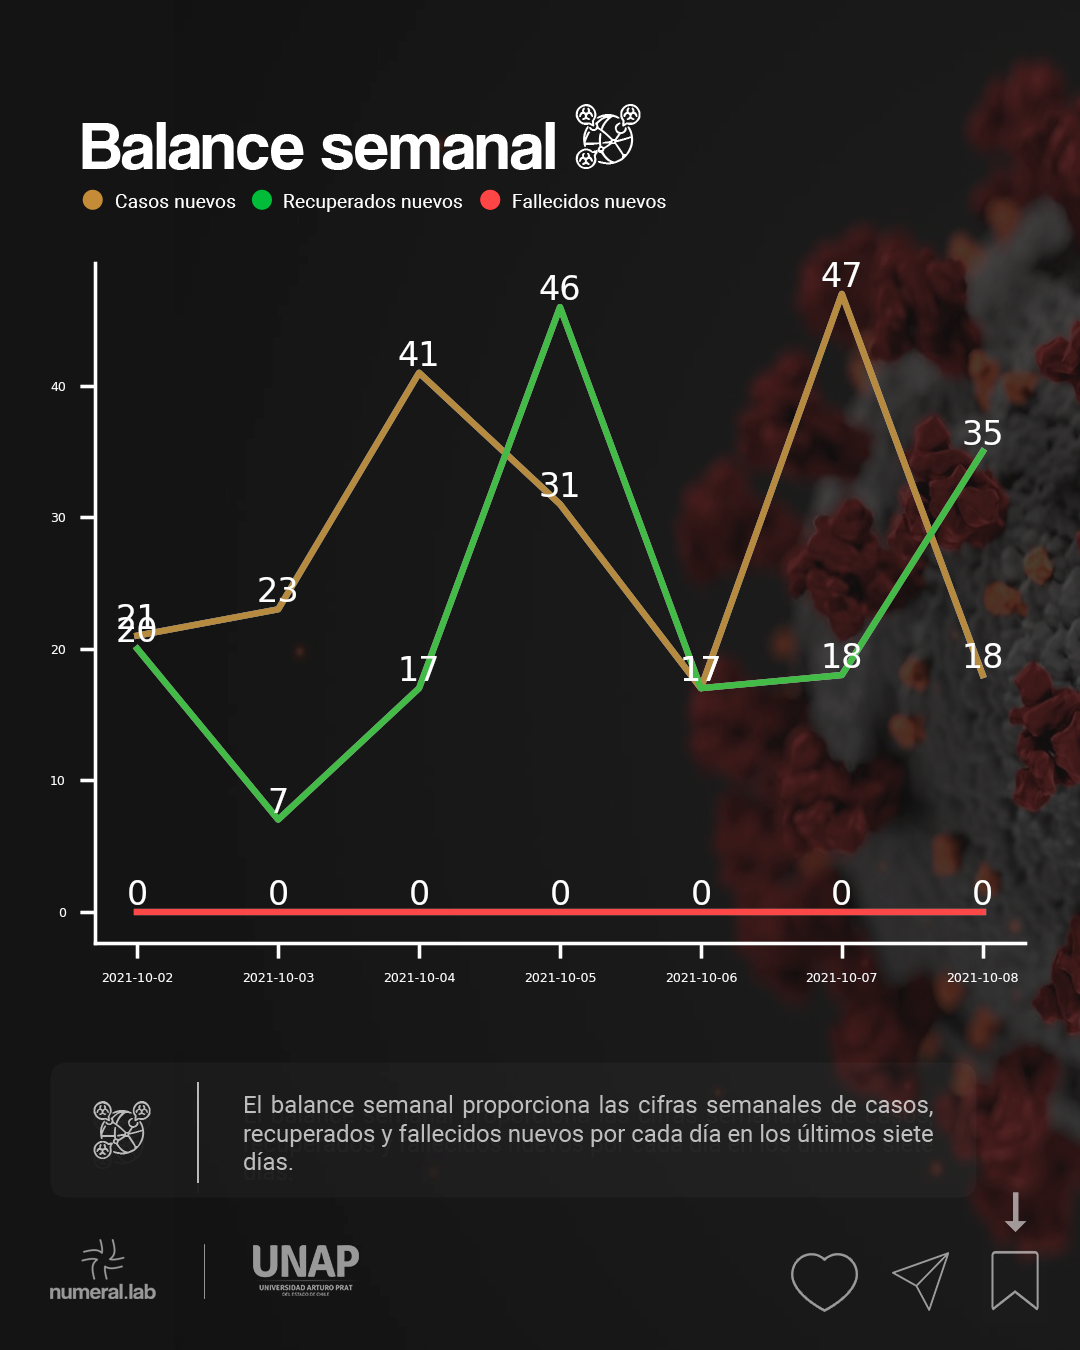 Balance semanal
Casos nuevos Recuperados nuevos Fallecidos nuevos
47
46
41
40
35
31
30
23
21
20
20
17
17
18
18
10
7
0 0 0 0 0 0 0
0
2021-10-02 2021-10-03 2021-10-04 2021-10-05 2021-10-06 2021-10-07 2021-10-08
El balance semanal proporciona las cifras semanales de casos,
recuperados y fallecidos nuevos por cada día en los últimos siete
días.
numeral.lab
UNAP
UNIVERSIDAD ARTURO PRAT
DEL ESTADO DE CHILE